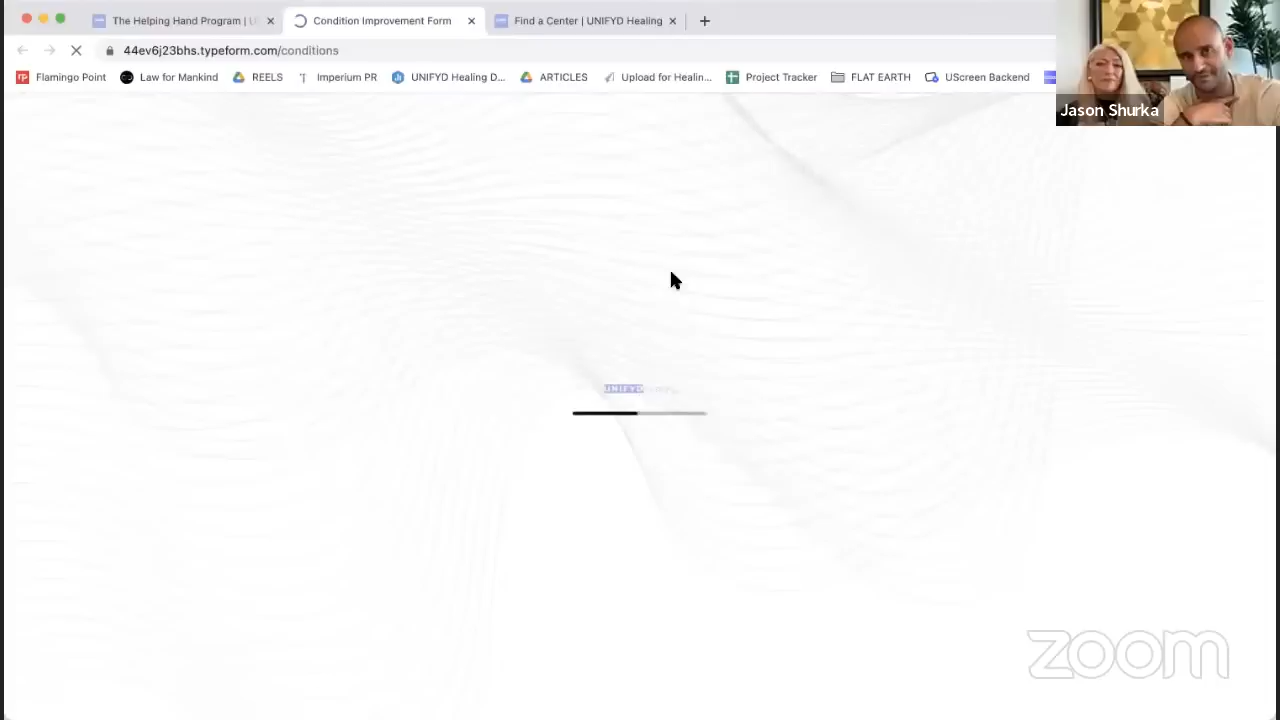 The Helping Hand Program | U
Condition Improvement Form
Find a Center | UNIFYD Healing
44ev6j23bhs.typeform.com/conditions
Flamingo Point
Law for Mankind
REELS
Imperium PR
UNIFYD Healing D...
ARTICLES
Upload for Healin...
Project Tracker
FLAT EARTH
UScreen Backend
Jason Shurka
UNIFYD
zoom